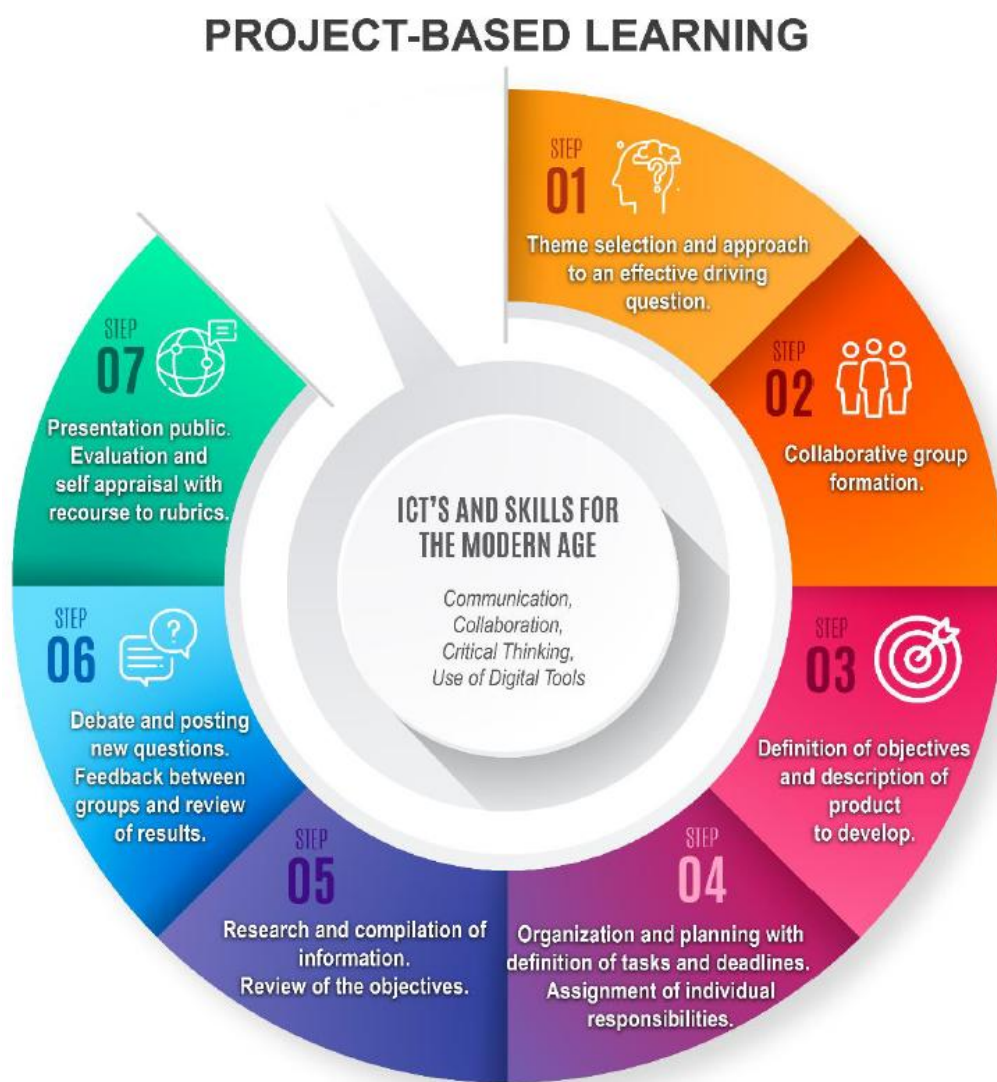 PROJECT-BASED LEARNING
STEP
01
Theme selection and approach
to an effective driving
question.
STEP
02
Collaborative group
formation.
STEP
03
Definition of objectives
and description of
product
to develop.
STEP
04
Organization and planning with
definition of tasks and deadlines.
Assignment of individual
responsibilities.
STEP
05
Research and compilation of
information.
Review of the objectives.
STEP
06
Debate and posting
new questions.
Feedback between
groups and review
of results.
STEP
07
Presentation public.
Evaluation and
self appraisal with
recourse to rubrics.
ICT'S AND SKILLS FOR
THE MODERN AGE
Communication,
Collaboration,
Critical Thinking,
Use of Digital Tools